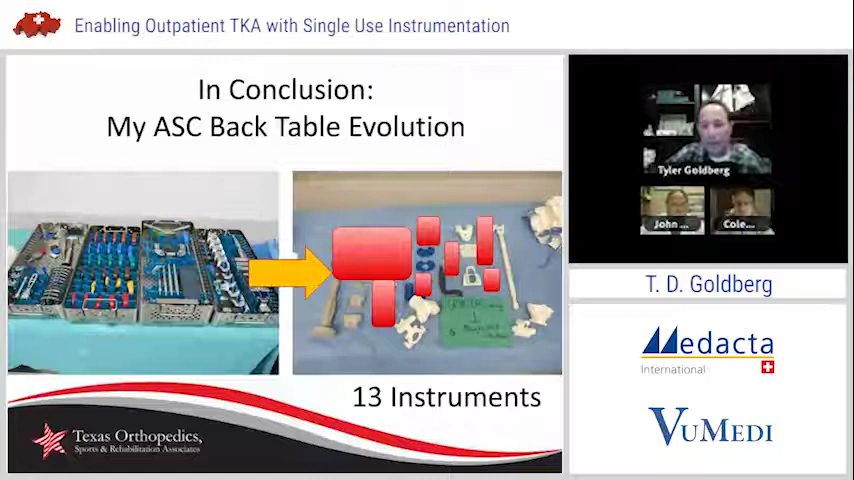 Enabling Outpatient TKA with Single Use Instrumentation
In Conclusion:
My ASC Back Table Evolution
13 Instruments
Texas Orthopedics,
Sports & Rehabilitation Associates
Tyler Goldberg
John ...
Cole...
T. D. Goldberg
Medacta
International
VUMEDI